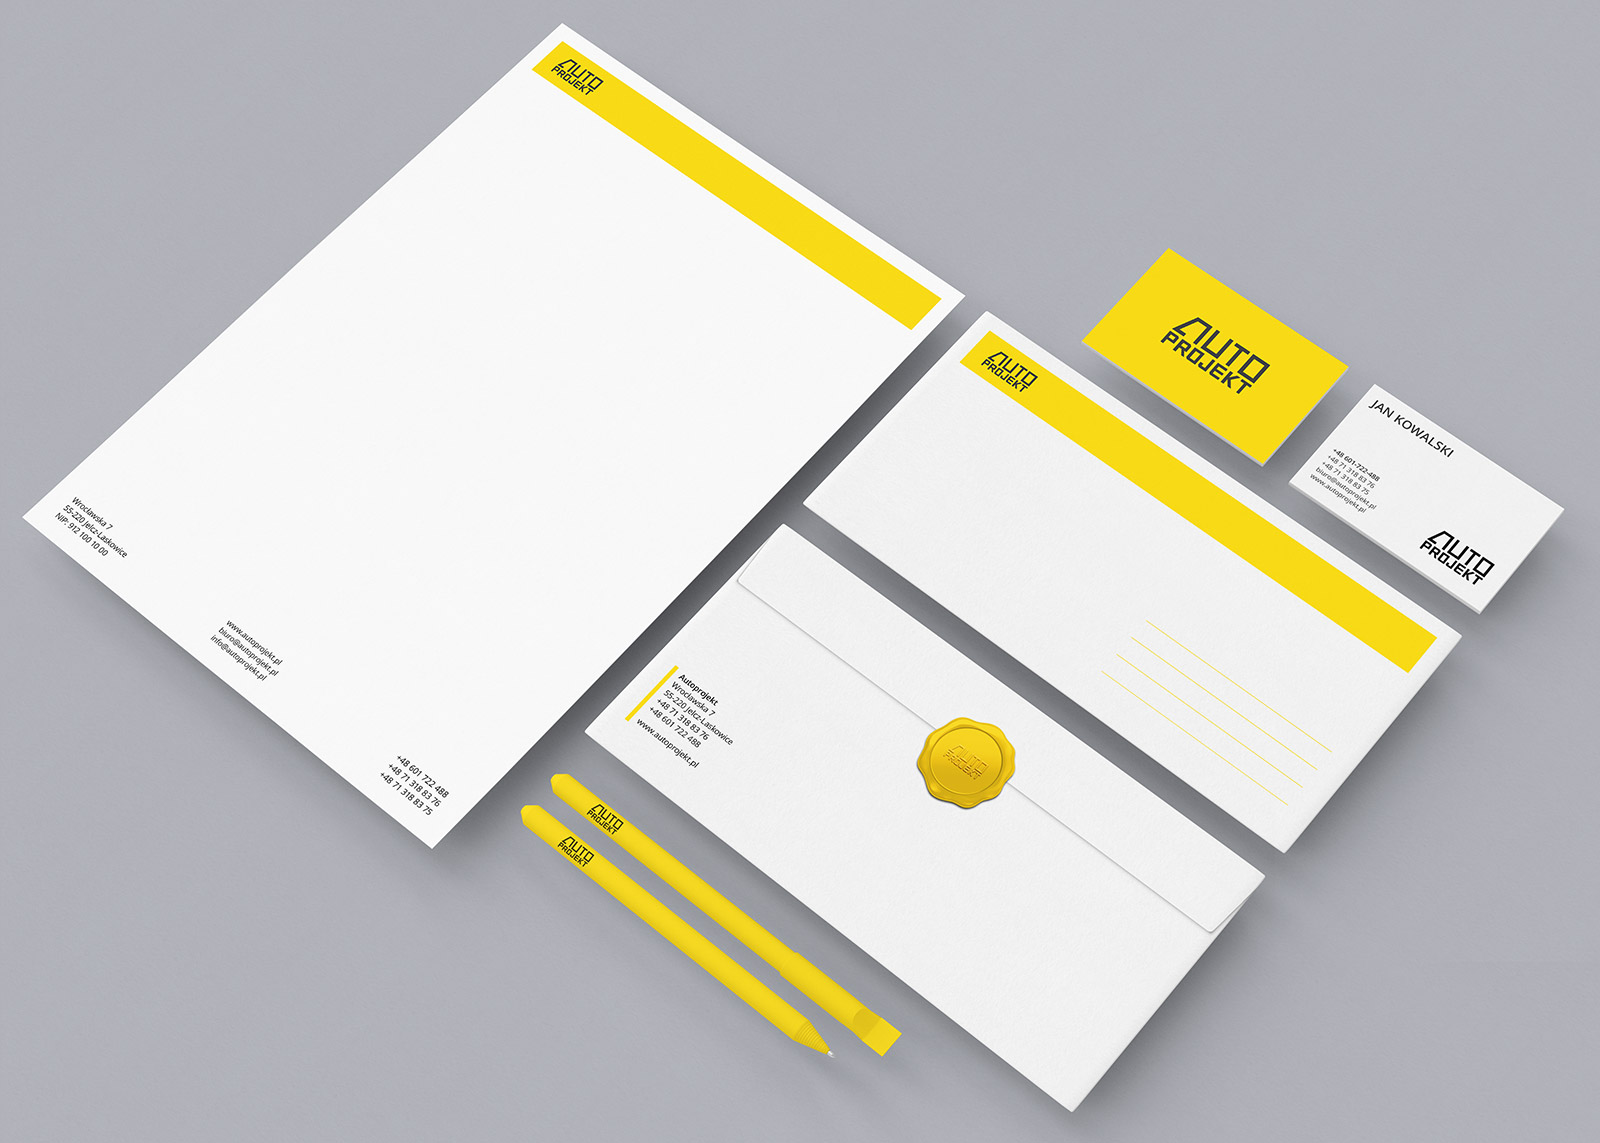 AUTO
PROJEKT
Wrocławska 7
55-220 Jelcz-Laskowice
NIP: 912 100 10 00
www.autoprojekt.pl
biuro@autoprojekt.pl
info@autoprojekt.pl
+48 601 722 488
+48 71 318 83 76
+48 71 318 83 75
AUTO
PROJEKT
AUTO
PROJEKT
JAN KOWALSKI
+48 601-722-488
+48 71 318 83 76
+48 71 318 83 75
biuro@autoprojekt.pl
www.autoprojekt.pl
AUTO
PROJEKT
Autoprojekt
Wrocławska 7
55-220 Jelcz-Laskowice
+48 71 318 83 76
+48 601 722 488
www.autoprojekt.pl
AUTO
PROJEKT
AUTO
PROJEKT
AUTO
PROJEKT